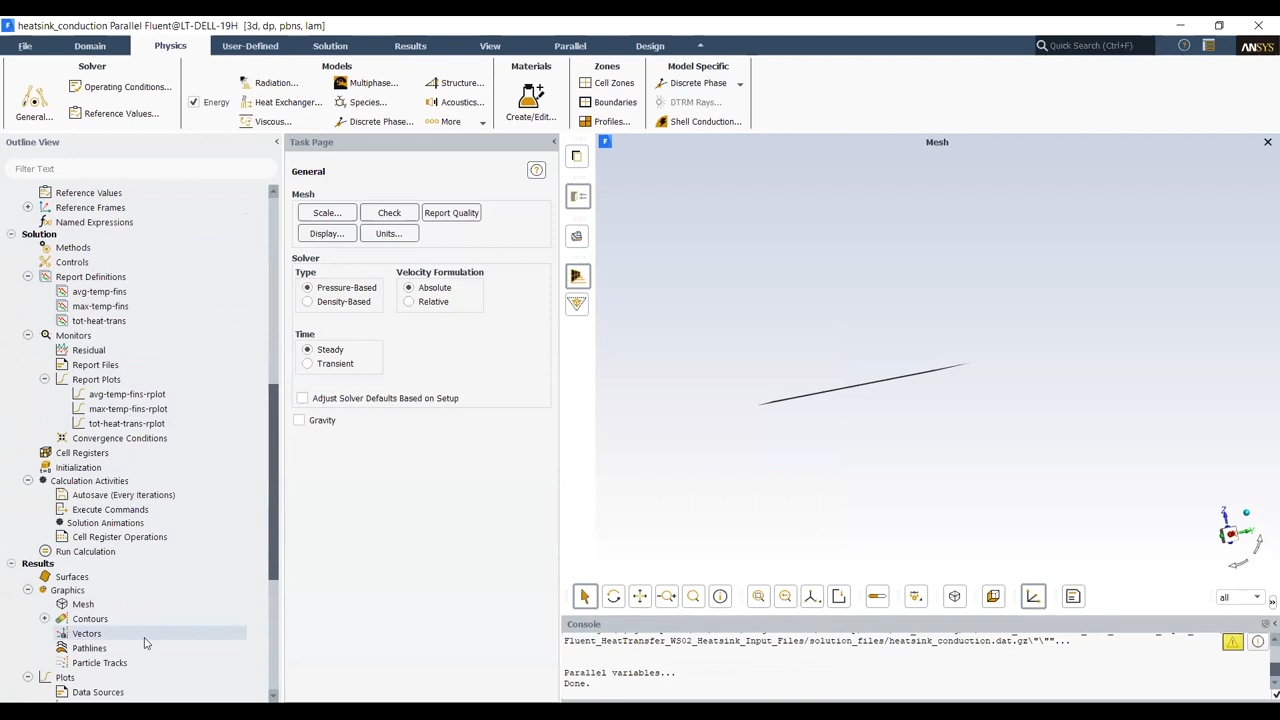 heatsink_conduction Parallel Fluent@LT-DELL-19H [3d, dp, pbns, lam]
File Domain Physics User-Defined Solution Results View Parallel Design Quick Search (Ctrl+F) ANSYS
Solver Models Materials Zones Model Specific
Operating Conditions... Radiation... Multiphase... Structure... Cell Zones Discrete Phase
Energy Heat Exchanger... Species... Acoustics... Boundaries DTRM Rays...
General... Reference Values... Viscous... Discrete Phase... More Create/Edit... Profiles... Shell Conduction...
Outline View
Filter Text
Reference Values
Reference Frames
Named Expressions
Solution
Methods
Controls
Report Definitions
avg-temp-fins
max-temp-fins
tot-heat-trans
Monitors
Residual
Report Files
Report Plots
avg-temp-fins-rplot
max-temp-fins-rplot
tot-heat-trans-rplot
Convergence Conditions
Cell Registers
Initialization
Calculation Activities
Autosave (Every Iterations)
Execute Commands
Solution Animations
Cell Register Operations
Run Calculation
Results
Surfaces
Graphics
Mesh
Contours
Vectors
Pathlines
Particle Tracks
Plots
Data Sources
Task Page
General
Mesh
Scale... Check Report Quality
Display... Units...
Solver
Type Velocity Formulation
Pressure-Based Absolute
Density-Based Relative
Time
Steady
Transient
Adjust Solver Defaults Based on Setup
Gravity
Mesh
Z
all
Console
Fluent_HeatTransfer_WS02_Heatsink_Input_Files/solution_files/heatsink_conduction.dat.gz\"\""...
Parallel variables...
Done.